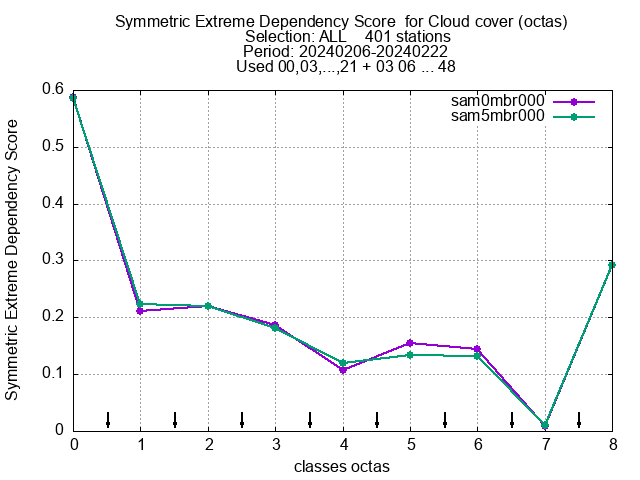 Symmetric Extreme Dependency Score  for Cloud cover (octas)
Selection: ALL    401 stations
Period: 20240206-20240222
Used 00,03,...,21 + 03 06 ... 48
sam0mbr000
sam5mbr000
Symmetric Extreme Dependency Score
0.6
0.5
0.4
0.3
0.2
0.1
0
0 1 2 3 4 5 6 7 8
classes octas